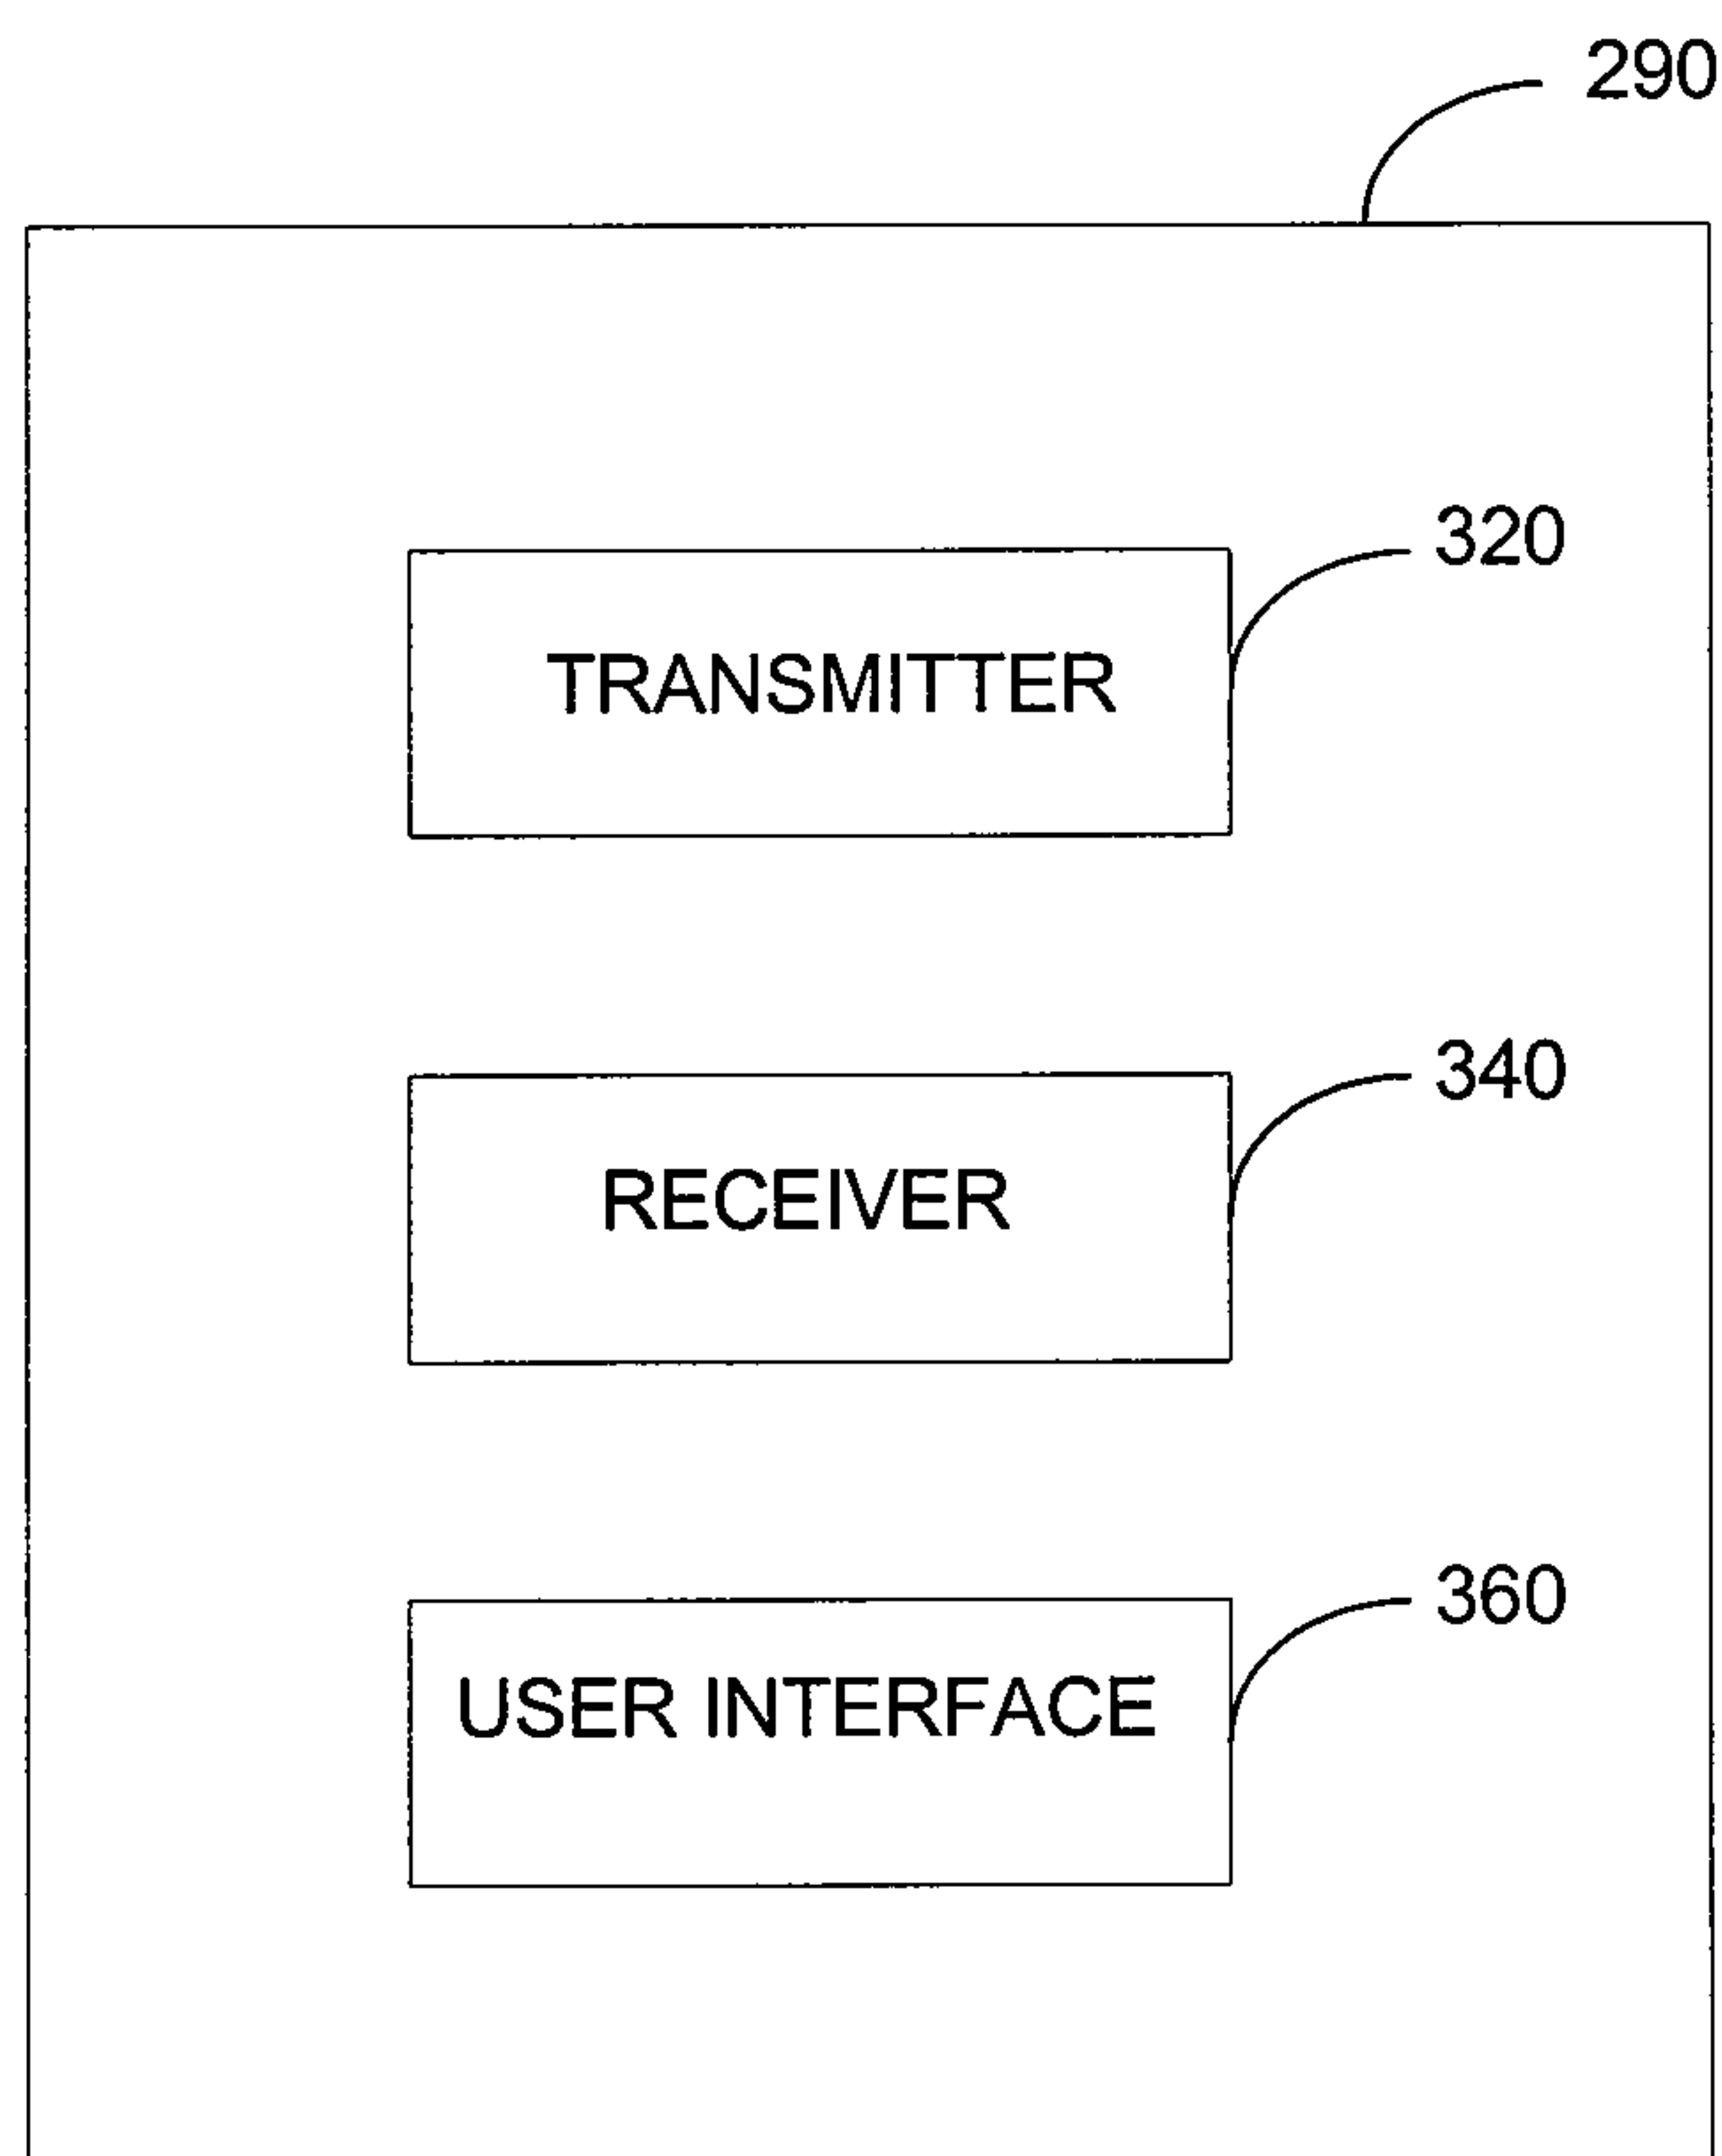 290
320
TRANSMITTER
340
RECEIVER
360
USER INTERFACE